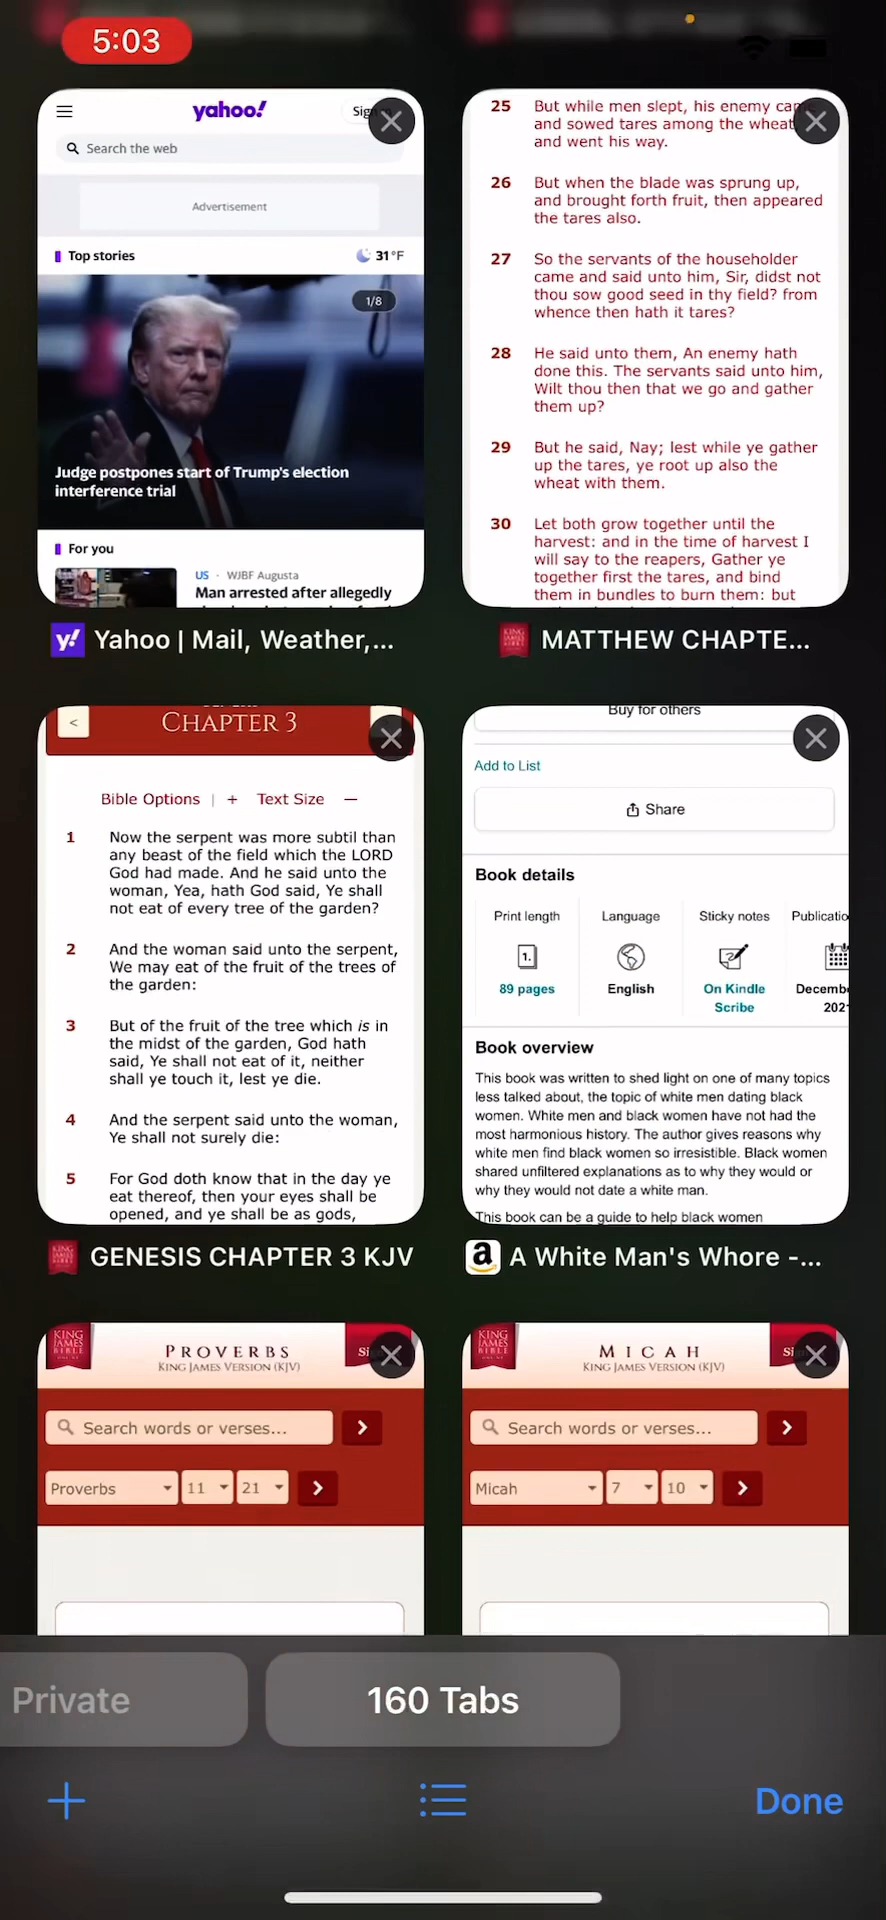 5:03
yahoo!
Sig
Search the web
Advertisement
Top stories
31°F
1/8
Judge postpones start of Trump's election
interference trial
For you
US · WJBF Augusta
Man arrested after allegedly
y! Yahoo | Mail, Weather,...
25 But while men slept, his enemy came
and sowed tares among the wheat
and went his way.
26 But when the blade was sprung up,
and brought forth fruit, then appeared
the tares also.
27 So the servants of the householder
came and said unto him, Sir, didst not
thou sow good seed in thy field? from
whence then hath it tares?
28 He said unto them, An enemy hath
done this. The servants said unto him,
Wilt thou then that we go and gather
them up?
29 But he said, Nay; lest while ye gather
up the tares, ye root up also the
wheat with them.
30 Let both grow together until the
harvest: and in the time of harvest I
will say to the reapers, Gather ye
together first the tares, and bind
them in bundles to burn them: but
MATTHEW CHAPTE...
<
CHAPTER 3
Bible Options | + Text Size —
1 Now the serpent was more subtil than
any beast of the field which the LORD
God had made. And he said unto the
woman, Yea, hath God said, Ye shall
not eat of every tree of the garden?
2 And the woman said unto the serpent,
We may eat of the fruit of the trees of
the garden:
3 But of the fruit of the tree which is in
the midst of the garden, God hath
said, Ye shall not eat of it, neither
shall ye touch it, lest ye die.
4 And the serpent said unto the woman,
Ye shall not surely die:
5 For God doth know that in the day ye
eat thereof, then your eyes shall be
opened, and ye shall be as gods,
GENESIS CHAPTER 3 KJV
Buy for others
Add to List
Share
Book details
Print length
Language
Sticky notes
Publicatio
1.
89 pages
English
On Kindle
Scribe
Decembe
202
Book overview
This book was written to shed light on one of many topics
less talked about, the topic of white men dating black
women. White men and black women have not had the
most harmonious history. The author gives reasons why
white men find black women so irresistible. Black women
shared unfiltered explanations as to why they would or
why they would not date a white man.
This book can be a guide to help black women
a A White Man's Whore -...
KING
JAMES
BIBLE
PROVERBS
KING JAMES VERSION (KJV)
Si
Search words or verses...
Proverbs 11 21
KING
JAMES
BIBLE
MICAH
KING JAMES VERSION (KJV)
Si
Search words or verses...
Micah 7 10
Private
160 Tabs
Done